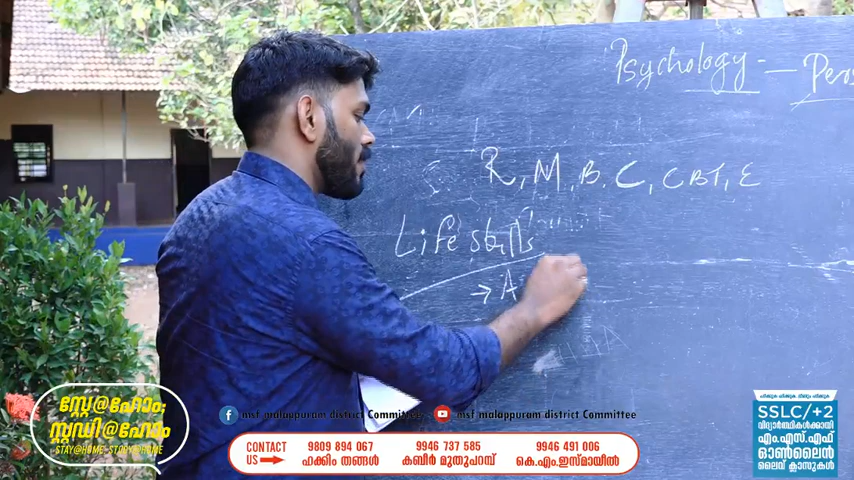 Psychology -
R, M, B, C, CBT, E
Life skills
→ A
സ്റ്റേ@ഹോം;
സ്റ്റഡി@ഹോം
STAY@HOME; STUDY@HOME
msf malappuram district Committee
msf malappuram district Committee
CONTACT
US
9809 894 067
ഹക്കീം തങ്ങൾ
9946 737 585
കബീർ മുതുപറമ്പ്
9946 491 006
കെ.എം.ഇസ്മായീൽ
SSLC/+2
വിദ്യാർത്ഥികൾക്കായി
എം.എസ്.എഫ്
ഓൺലൈൻ
ലൈവ് ക്ലാസുകൾ